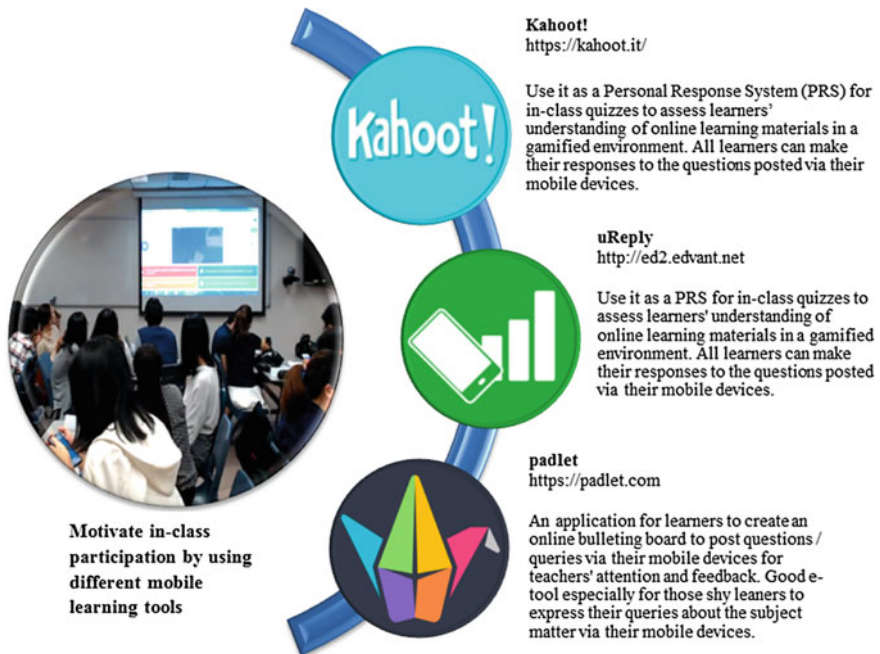 Kahoot!
Kahoot!
https://kahoot.it/
Use it as a Personal Response System (PRS) for
in-class quizzes to assess learners'
understanding of online learning materials in a
gamified environment. All learners can make
their responses to the questions posted via their
mobile devices.
uReply
http://ed2.edvant.net
Use it as a PRS for in-class quizzes to
assess learners' understanding of
online learning materials in a gamified
environment. All learners can make
their responses to the questions posted
via their mobile devices.
padlet
https://padlet.com
An application for learners to create an
online bulleting board to post questions /
queries via their mobile devices for
teachers' attention and feedback. Good e-
tool especially for those shy leaners to
express their queries about the subject
matter via their mobile devices.
Motivate in-class
participation by using
different mobile
learning tools